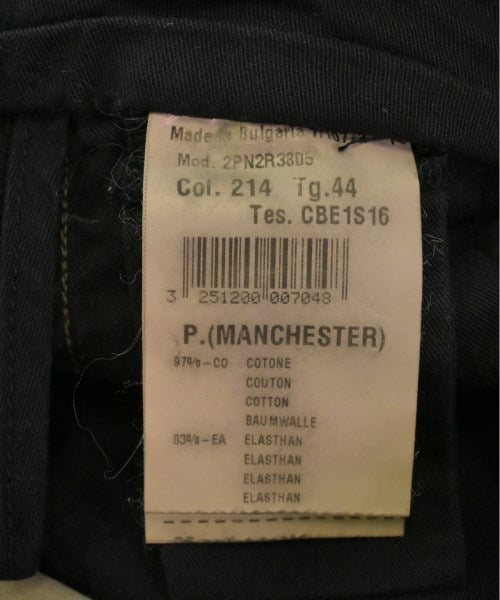 Made in Bulgaria
Mod. 2PN2R3805
Col. 214 Tg.44
Tes. CBE1S16
3 251200 007048
P.(MANCHESTER)
97%-CO COTONE
COUTON
COTTON
BAUMWALLE
03%-EA ELASTHAN
ELASTHAN
ELASTHAN
ELASTHAN